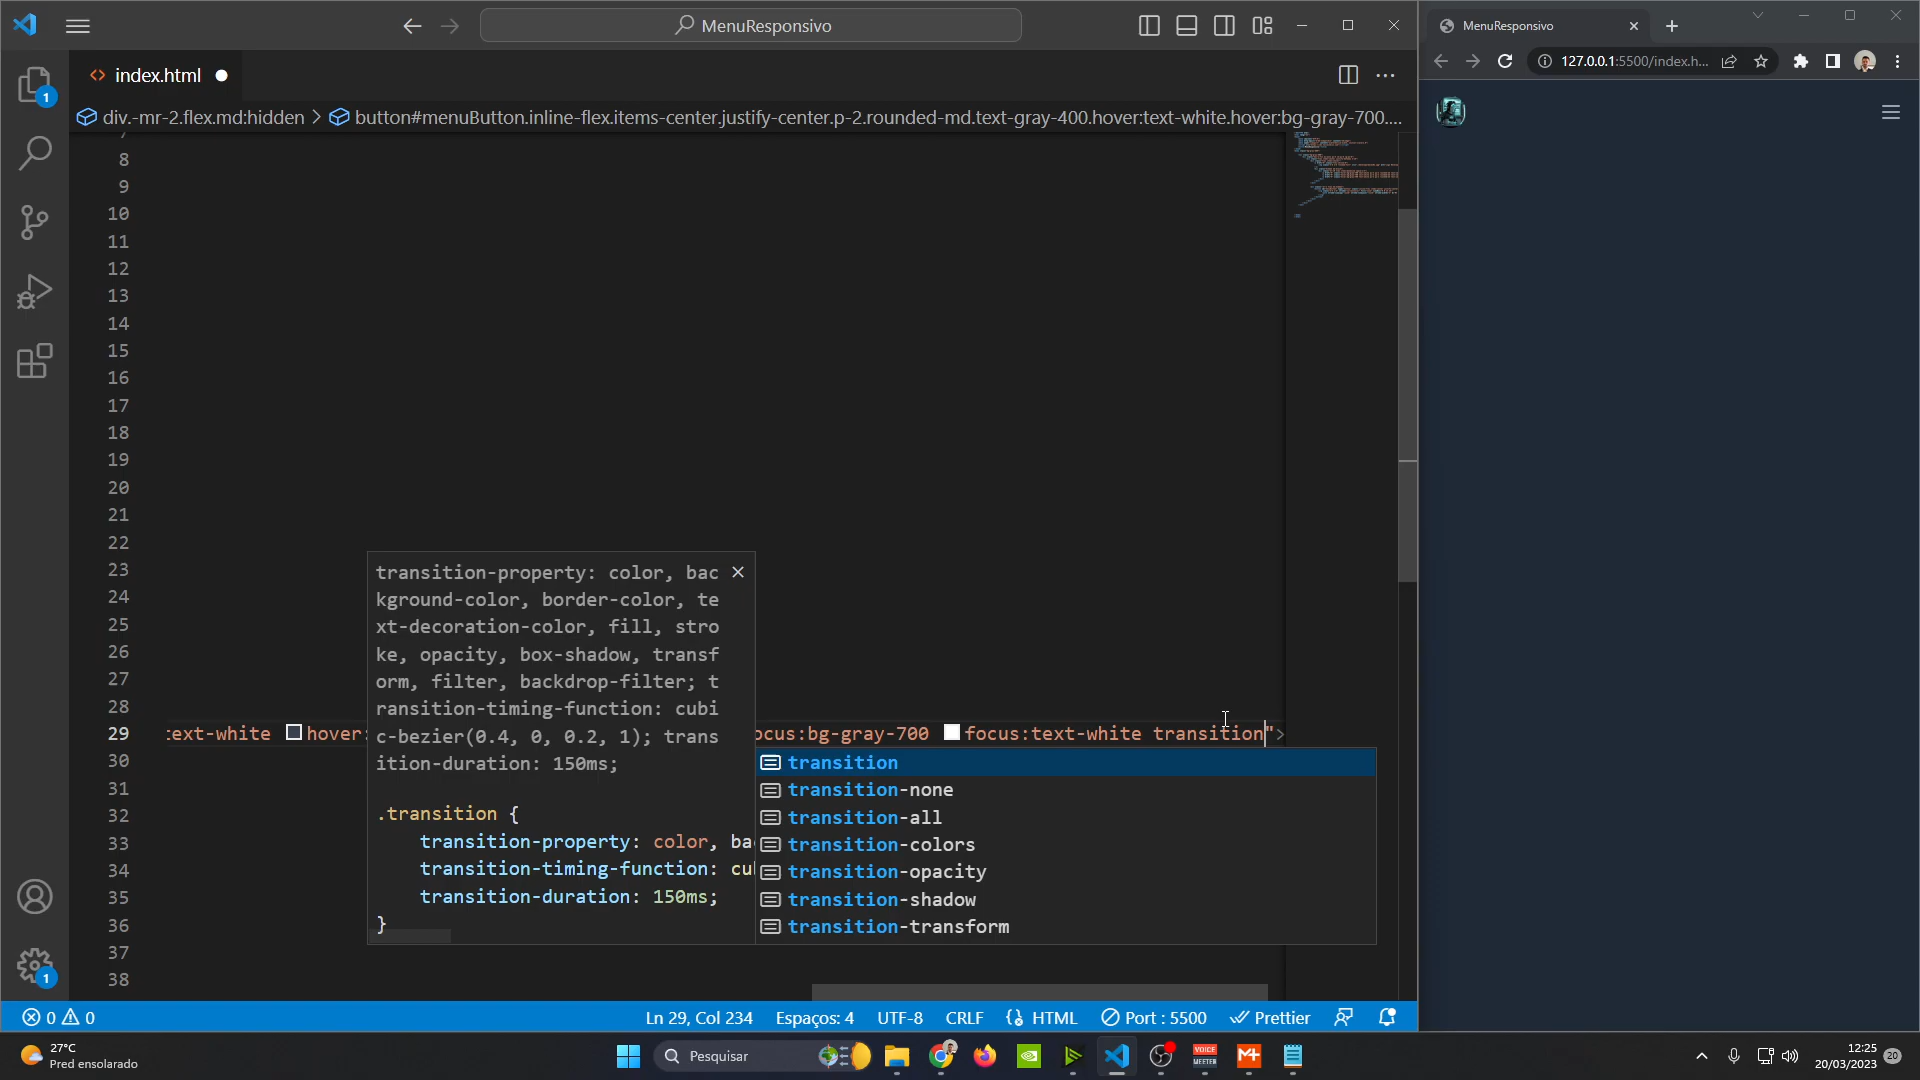 MenuResponsivo
index.html
div.-mr-2.flex.md:hidden
button#menuButton.inline-flex.items-center.justify-center.p-2.rounded-md.text-gray-400.hover:text-white.hover:bg-gray-700....
8
9
10
11
12
13
14
15
16
17
18
19
20
21
22
23
24
25
26
27
28
29
30
31
32
33
34
35
36
37
38
text-white hover: ocus:bg-gray-700 focus:text-white transition">
transition-property: color, bac
kground-color, border-color, te
xt-decoration-color, fill, stro
ke, opacity, box-shadow, transf
orm, filter, backdrop-filter; t
ransition-timing-function: cubi
c-bezier(0.4, 0, 0.2, 1); trans
ition-duration: 150ms;
.transition {
transition-property: color, ba
transition-timing-function: cu
transition-duration: 150ms;
}
transition
transition-none
transition-all
transition-colors
transition-opacity
transition-shadow
transition-transform
1
1
0 0
Ln 29, Col 234
Espaços: 4
UTF-8
CRLF
HTML
Port : 5500
Prettier
MenuResponsivo
127.0.0.1:5500/index.h...
27°C
Pred ensolarado
Pesquisar
VOICE
MEETER
12:25
20/03/2023
20